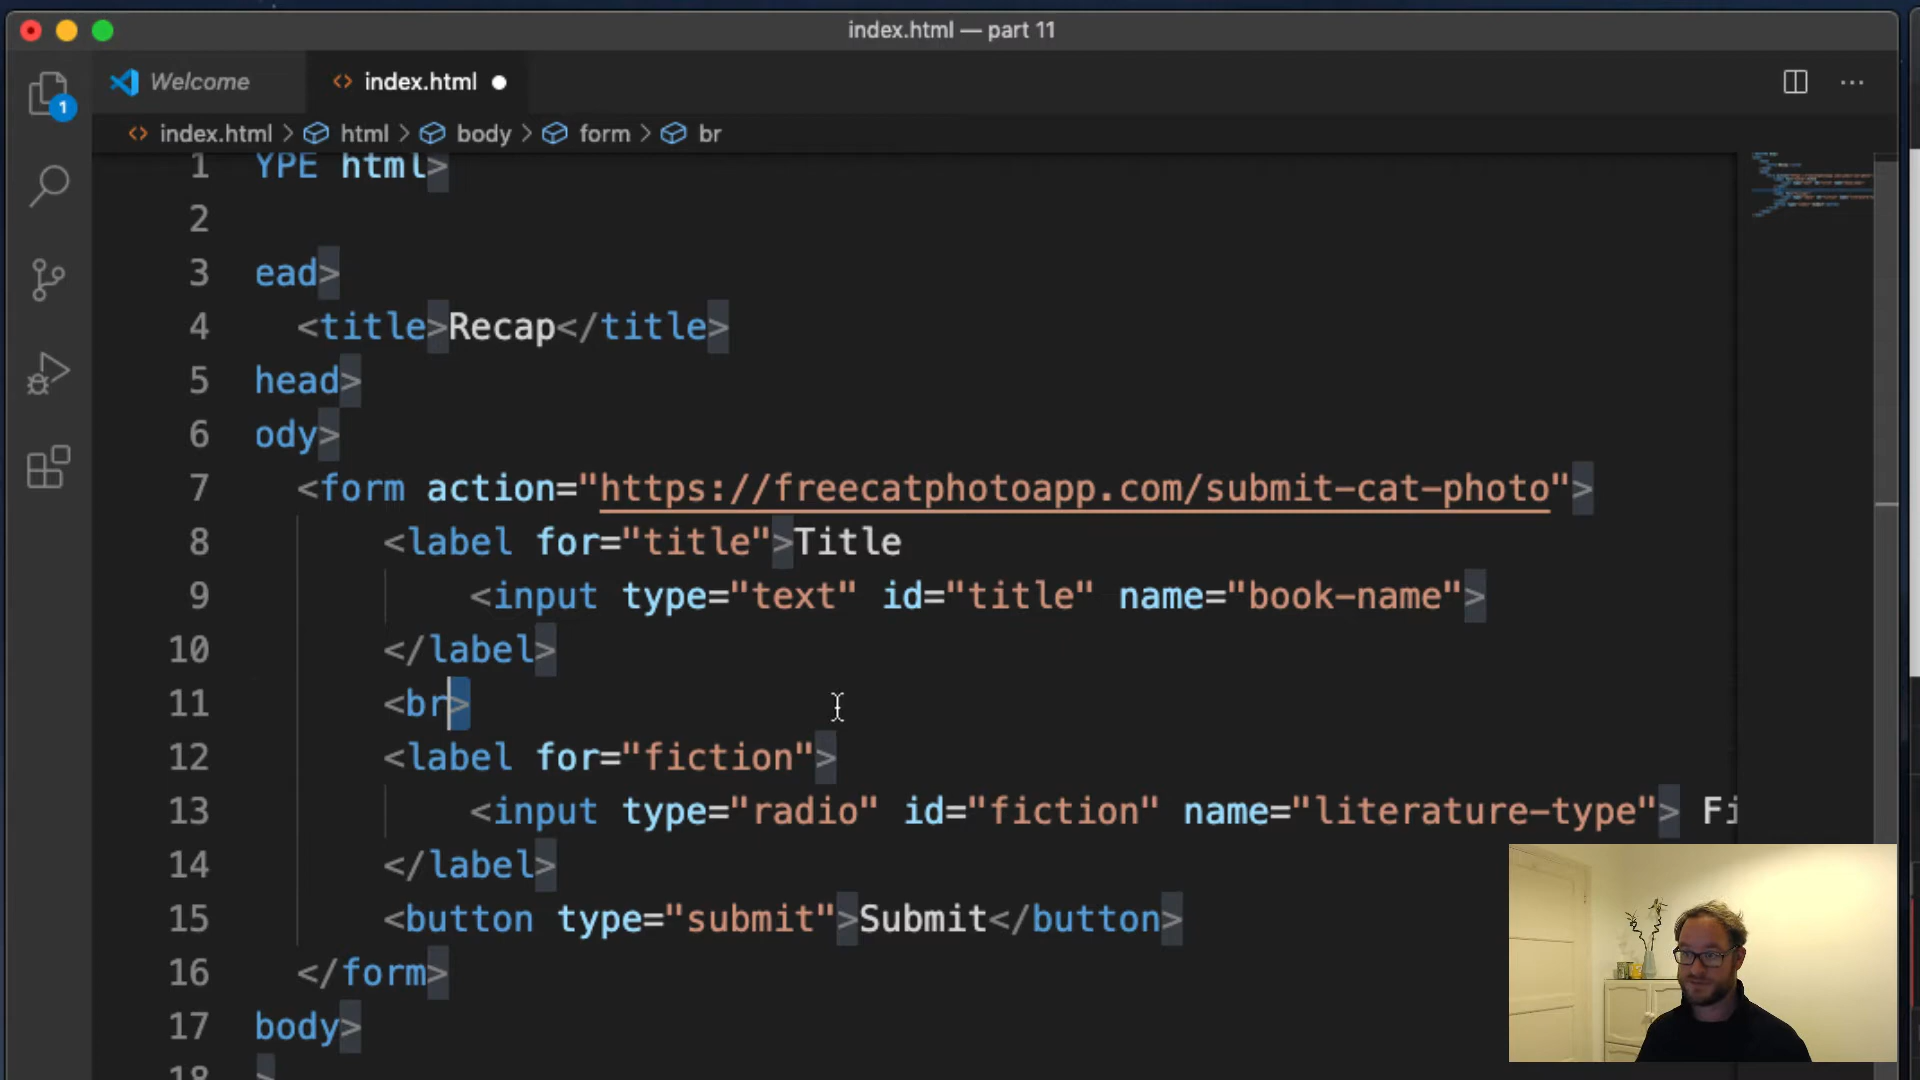 index.html — part 11
Welcome
index.html
1
index.html > html > body > form > br
1 YPE html>
2
3 ead>
4 <title>Recap</title>
5 head>
6 ody>
7 <form action="https://freecatphotoapp.com/submit-cat-photo">
8 <label for="title">Title
9 <input type="text" id="title" name="book-name">
10 </label>
11 <br>
12 <label for="fiction">
13 <input type="radio" id="fiction" name="literature-type"> Fi
14 </label>
15 <button type="submit">Submit</button>
16 </form>
17 body>
18 >